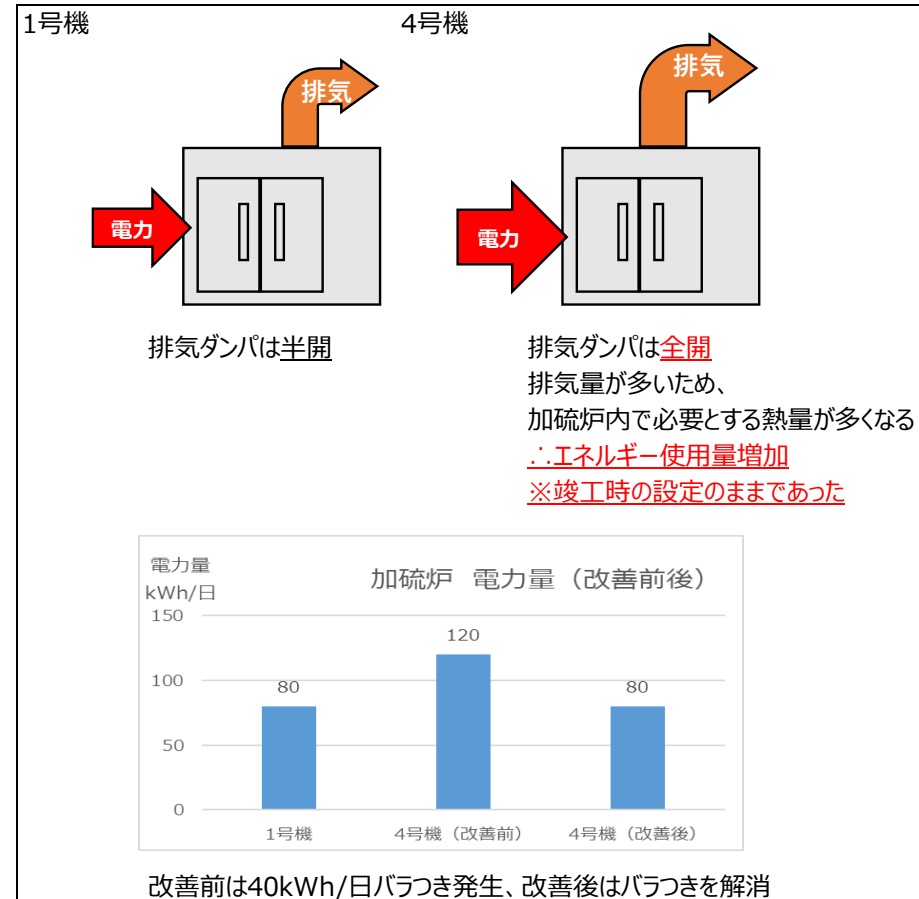 1号機
4号機
排気
排気
電力
電力
排気ダンパは半開
排気ダンパは全開
排気量が多いため、
加硫炉内で必要とする熱量が多くなる
∴エネルギー使用量増加
※竣工時の設定のままであった
電力量
kWh/日
加硫炉 電力量（改善前後）
150
100
50
0
80
120
80
1号機
4号機（改善前）
4号機（改善後）
改善前は40kWh/日バラつき発生、改善後はバラつきを解消